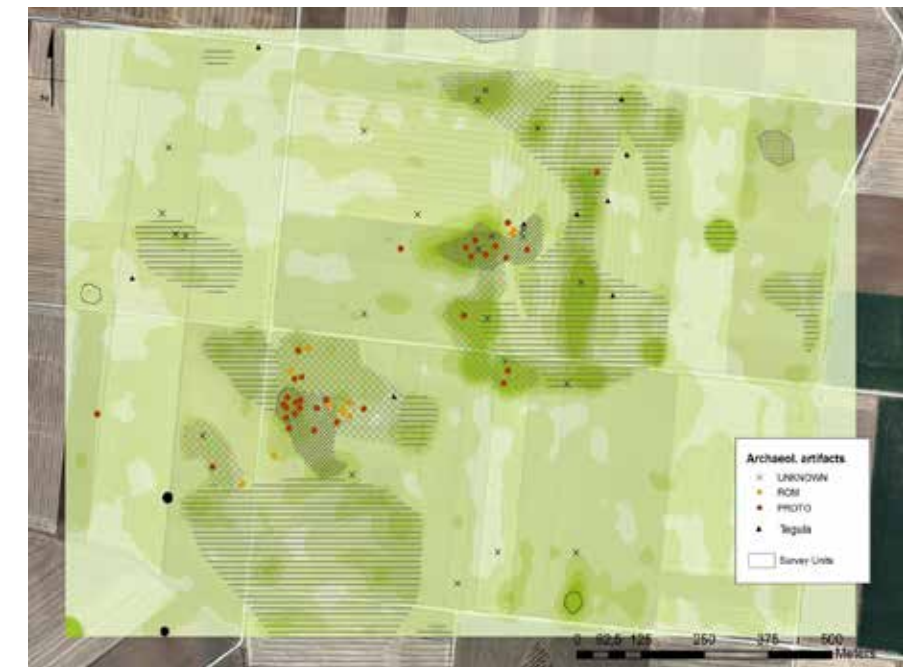 Archaeol. artifacts
UNKNOWN
ROM
PROTO
Tegula
Survey Units
0 62,5 125 250 375 500
Meters